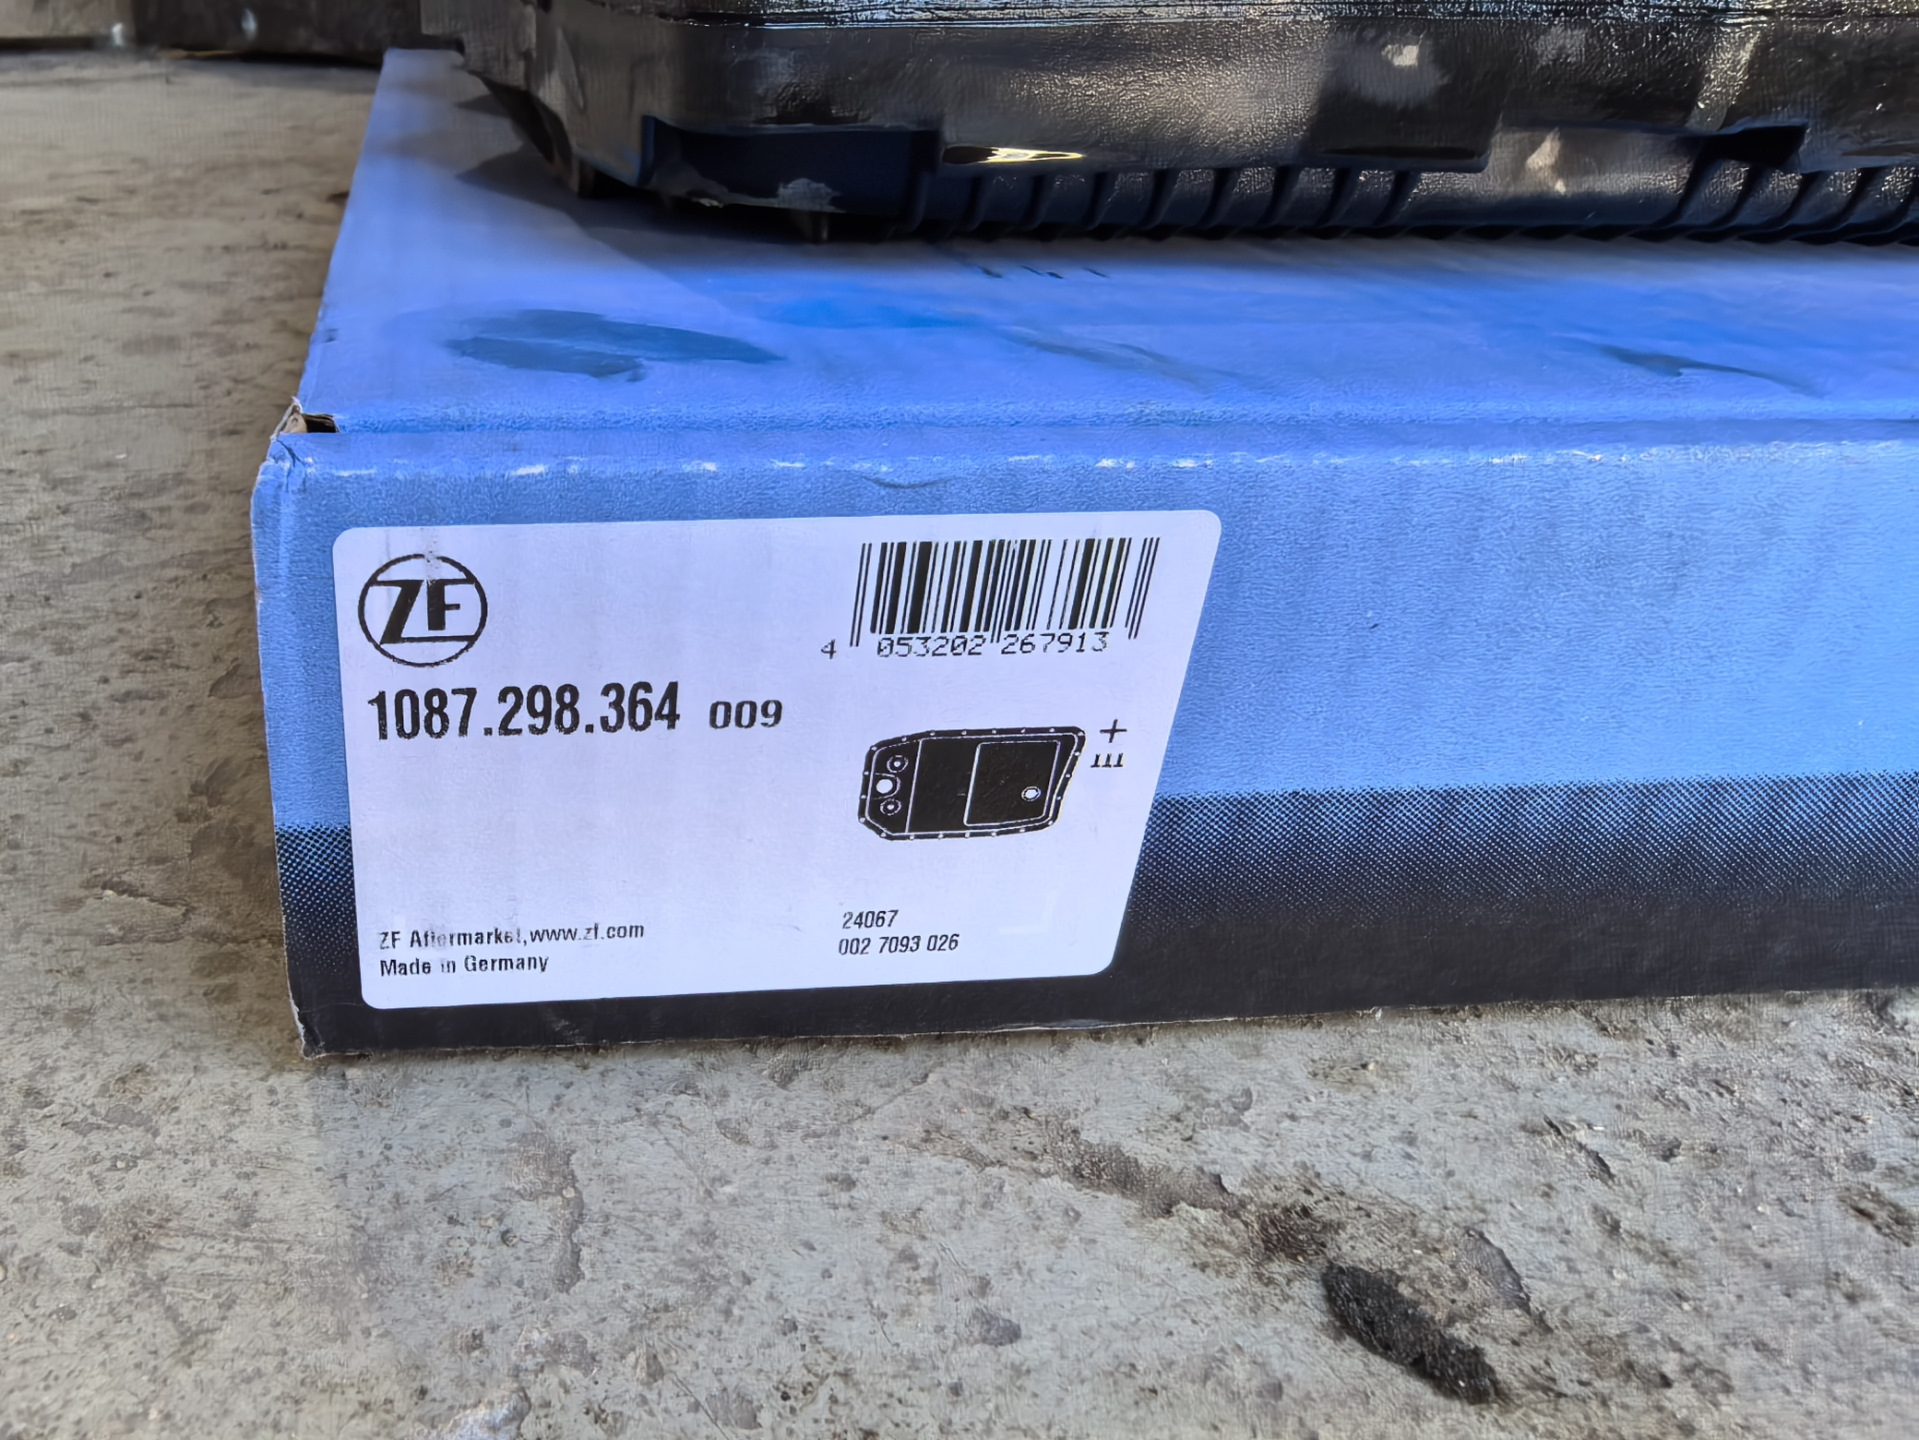 ZF
4 053202 267913
1087.298.364 009
+
ZF Aftermarket,www.zf.com
Made in Germany
24067
002 7093 026